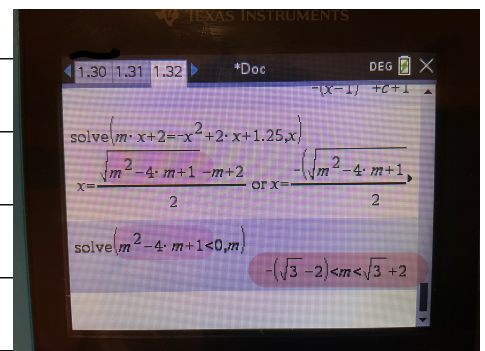 TEXAS INSTRUMENTS
1.30 1.31 1.32 *Doc DEG
-(x-1) +c+1
solve(m·x+2=-x²+2·x+1.25,x)
x=(√(m²-4·m+1) -m+2)/2 or x=-(√(m²-4·m+1)/2
solve(m²-4·m+1<0,m)
-(√3 -2)<m<√3 +2